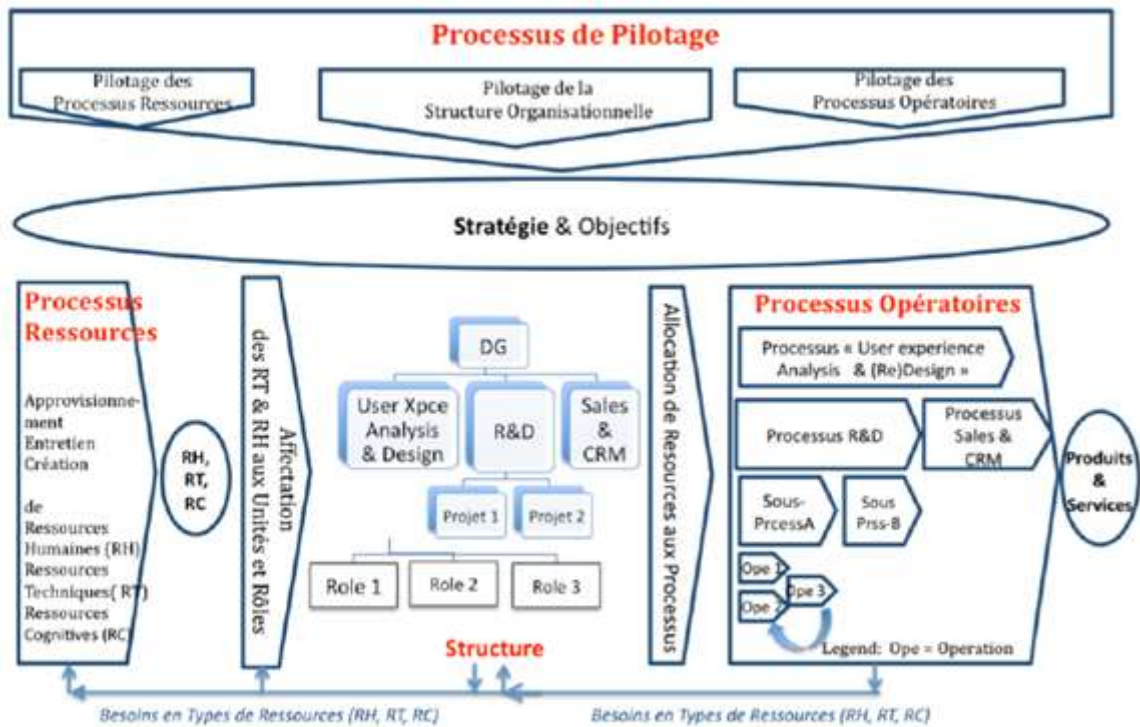 Processus de Pilotage
Pilotage des
Processus Ressources
Pilotage de la
Structure Organisationnelle
Pilotage des
Processus Opératoires
Stratégie & Objectifs
Processus
Ressources
Approvisionne-
ment
Entretien
Création
de
Ressources
Humaines (RH)
Ressources
Techniques( RT)
Ressources
Cognitives (RC)
RH,
RT,
RC
Affectation
des RT & RH aux Unités et Rôles
DG
User Xpce
Analysis
& Design
R&D
Sales
&
CRM
Projet 1
Projet 2
Role 1
Role 2
Role 3
Structure
Allocation de Resources aux Processus
Processus Opératoires
Processus « User experience
Analysis & (Re)Design »
Processus R&D
Processus
Sales &
CRM
Sous-
PrcessA
Sous
Prss-B
Ope 1
Ope 2
Ope 3
Legend: Ope = Operation
Produits
&
Services
Besoins en Types de Ressources (RH, RT, RC)
Besoins en Types de Ressources (RH, RT, RC)